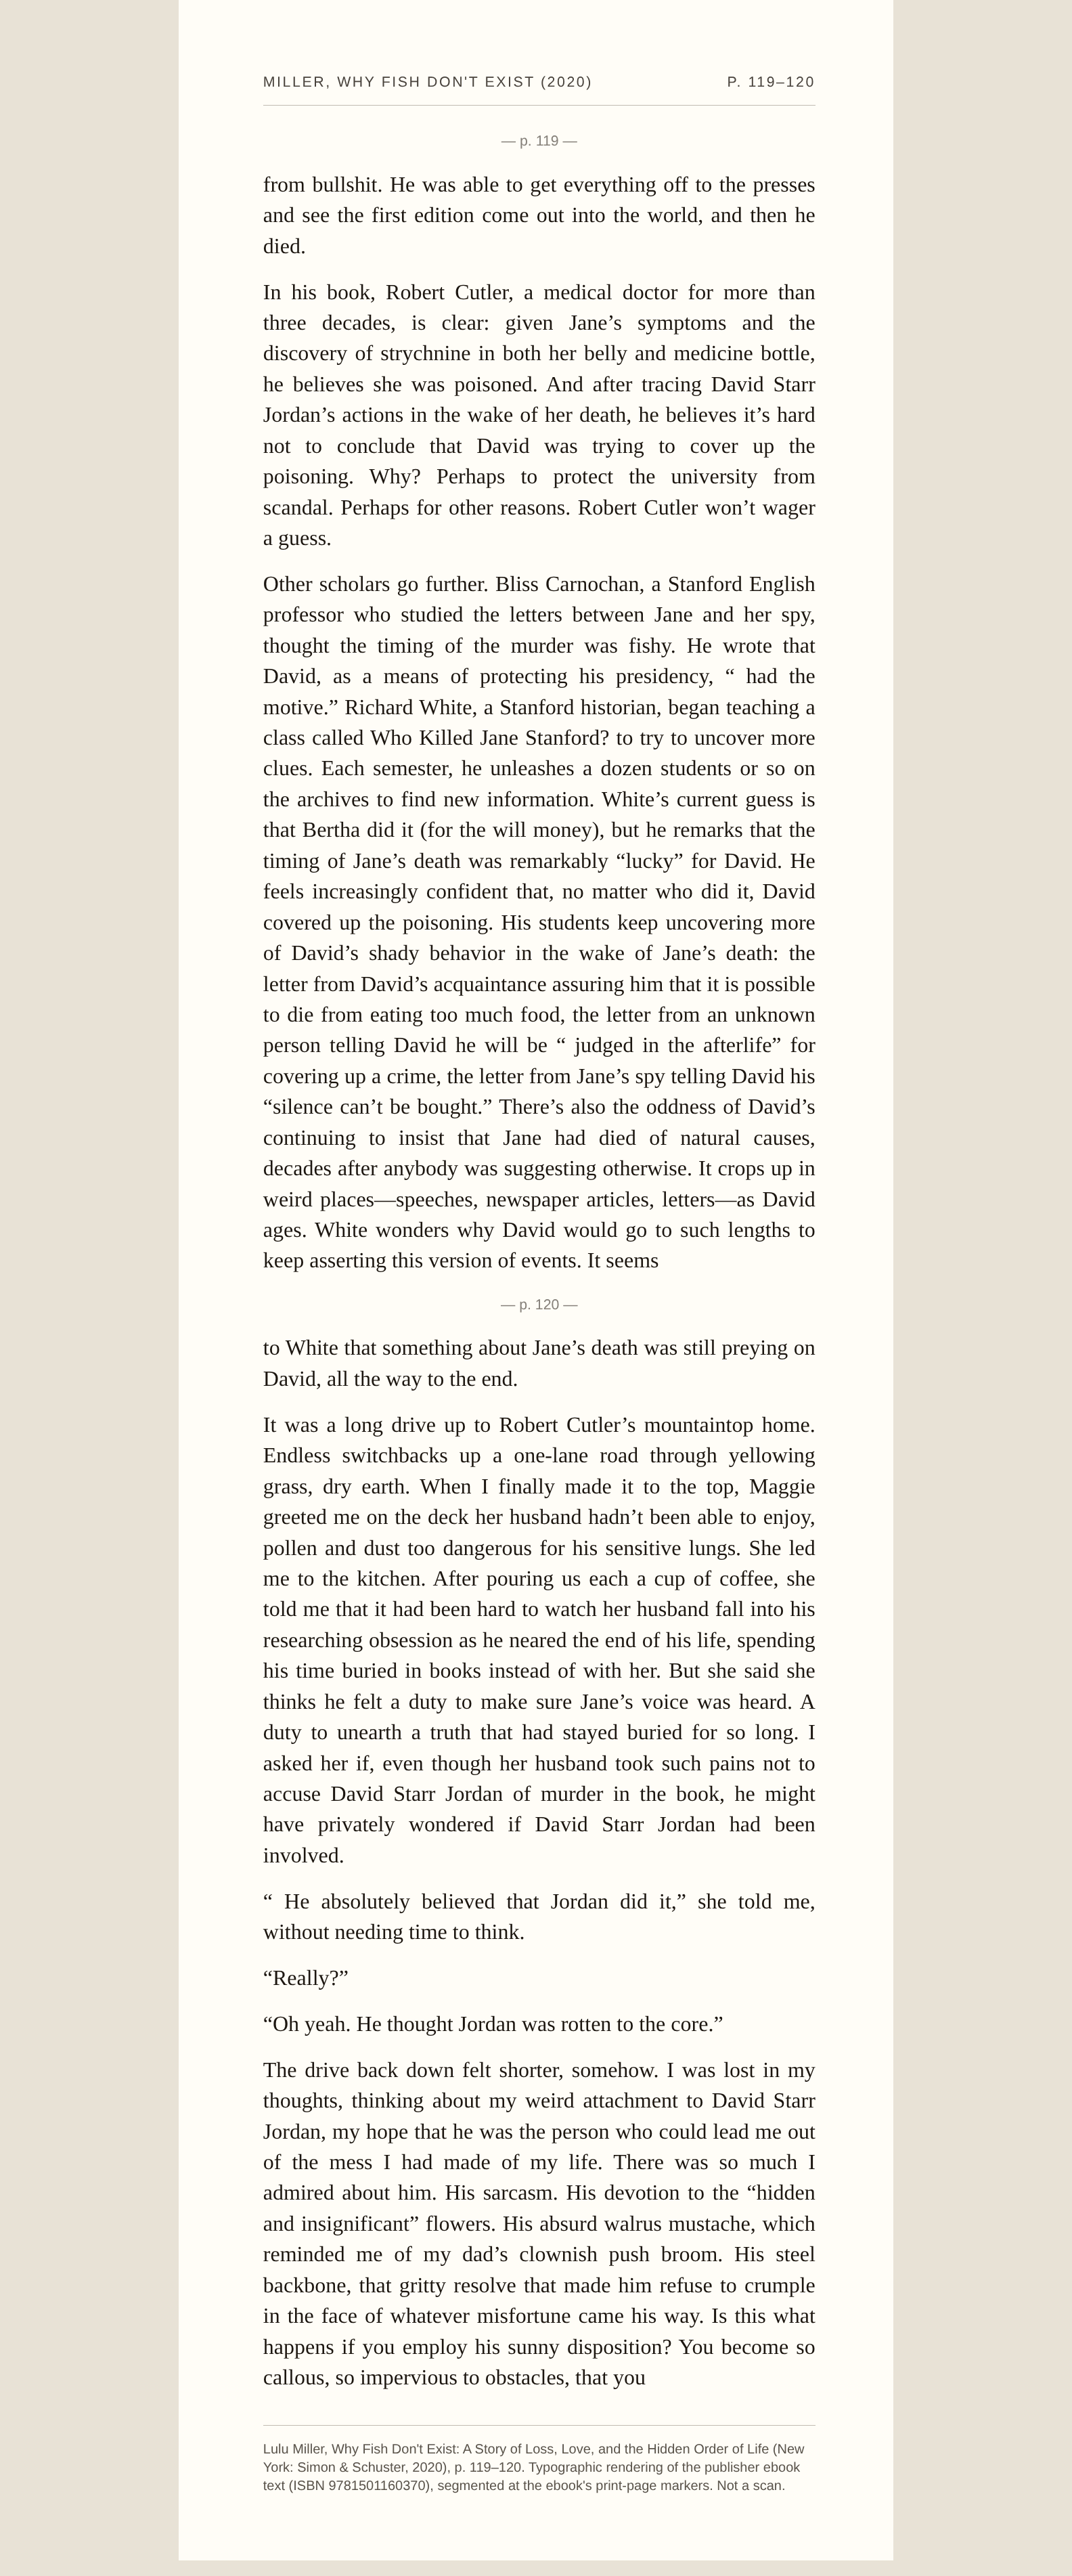 MILLER, WHY FISH DON'T EXIST (2020) P. 119–120
— p. 119 —
from bullshit. He was able to get everything off to the presses
and see the first edition come out into the world, and then he
died.
In his book, Robert Cutler, a medical doctor for more than
three decades, is clear: given Jane’s symptoms and the
discovery of strychnine in both her belly and medicine bottle,
he believes she was poisoned. And after tracing David Starr
Jordan’s actions in the wake of her death, he believes it’s hard
not to conclude that David was trying to cover up the
poisoning. Why? Perhaps to protect the university from
scandal. Perhaps for other reasons. Robert Cutler won’t wager
a guess.
Other scholars go further. Bliss Carnochan, a Stanford English
professor who studied the letters between Jane and her spy,
thought the timing of the murder was fishy. He wrote that
David, as a means of protecting his presidency, “ had the
motive.” Richard White, a Stanford historian, began teaching a
class called Who Killed Jane Stanford? to try to uncover more
clues. Each semester, he unleashes a dozen students or so on
the archives to find new information. White’s current guess is
that Bertha did it (for the will money), but he remarks that the
timing of Jane’s death was remarkably “lucky” for David. He
feels increasingly confident that, no matter who did it, David
covered up the poisoning. His students keep uncovering more
of David’s shady behavior in the wake of Jane’s death: the
letter from David’s acquaintance assuring him that it is possible
to die from eating too much food, the letter from an unknown
person telling David he will be “ judged in the afterlife” for
covering up a crime, the letter from Jane’s spy telling David his
“silence can’t be bought.” There’s also the oddness of David’s
continuing to insist that Jane had died of natural causes,
decades after anybody was suggesting otherwise. It crops up in
weird places—speeches, newspaper articles, letters—as David
ages. White wonders why David would go to such lengths to
keep asserting this version of events. It seems
— p. 120 —
to White that something about Jane’s death was still preying on
David, all the way to the end.
It was a long drive up to Robert Cutler’s mountaintop home.
Endless switchbacks up a one-lane road through yellowing
grass, dry earth. When I finally made it to the top, Maggie
greeted me on the deck her husband hadn’t been able to enjoy,
pollen and dust too dangerous for his sensitive lungs. She led
me to the kitchen. After pouring us each a cup of coffee, she
told me that it had been hard to watch her husband fall into his
researching obsession as he neared the end of his life, spending
his time buried in books instead of with her. But she said she
thinks he felt a duty to make sure Jane’s voice was heard. A
duty to unearth a truth that had stayed buried for so long. I
asked her if, even though her husband took such pains not to
accuse David Starr Jordan of murder in the book, he might
have privately wondered if David Starr Jordan had been
involved.
“ He absolutely believed that Jordan did it,” she told me,
without needing time to think.
“Really?”
“Oh yeah. He thought Jordan was rotten to the core.”
The drive back down felt shorter, somehow. I was lost in my
thoughts, thinking about my weird attachment to David Starr
Jordan, my hope that he was the person who could lead me out
of the mess I had made of my life. There was so much I
admired about him. His sarcasm. His devotion to the “hidden
and insignificant” flowers. His absurd walrus mustache, which
reminded me of my dad’s clownish push broom. His steel
backbone, that gritty resolve that made him refuse to crumple
in the face of whatever misfortune came his way. Is this what
happens if you employ his sunny disposition? You become so
callous, so impervious to obstacles, that you
Lulu Miller, Why Fish Don't Exist: A Story of Loss, Love, and the Hidden Order of Life (New
York: Simon & Schuster, 2020), p. 119–120. Typographic rendering of the publisher ebook
text (ISBN 9781501160370), segmented at the ebook's print-page markers. Not a scan.